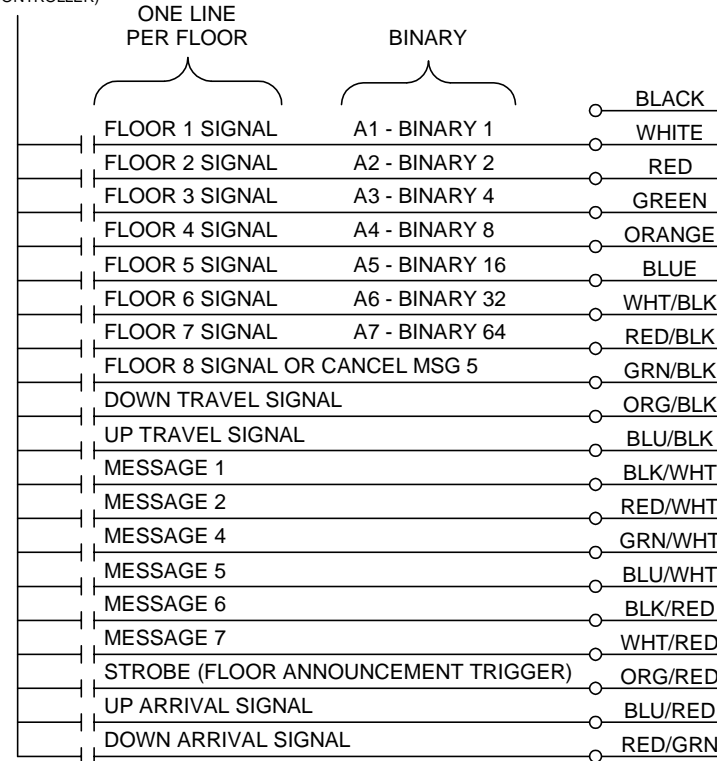 ONTROLLER)
ONE LINE
PER FLOOR
BINARY
BLACK
FLOOR 1 SIGNAL A1 - BINARY 1 WHITE
FLOOR 2 SIGNAL A2 - BINARY 2 RED
FLOOR 3 SIGNAL A3 - BINARY 4 GREEN
FLOOR 4 SIGNAL A4 - BINARY 8 ORANGE
FLOOR 5 SIGNAL A5 - BINARY 16 BLUE
FLOOR 6 SIGNAL A6 - BINARY 32 WHT/BLK
FLOOR 7 SIGNAL A7 - BINARY 64 RED/BLK
FLOOR 8 SIGNAL OR CANCEL MSG 5 GRN/BLK
DOWN TRAVEL SIGNAL ORG/BLK
UP TRAVEL SIGNAL BLU/BLK
MESSAGE 1 BLK/WHT
MESSAGE 2 RED/WHT
MESSAGE 4 GRN/WHT
MESSAGE 5 BLU/WHT
MESSAGE 6 BLK/RED
MESSAGE 7 WHT/RED
STROBE (FLOOR ANNOUNCEMENT TRIGGER) ORG/RED
UP ARRIVAL SIGNAL BLU/RED
DOWN ARRIVAL SIGNAL RED/GRN